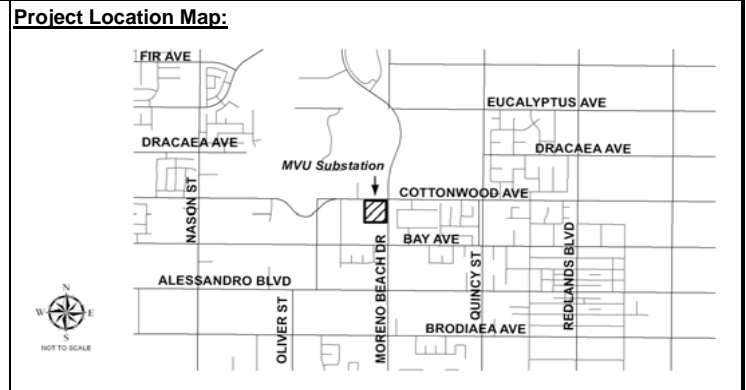 Project Location Map:
FIR AVE
EUCALYPTUS AVE
DRACAEA AVE
DRACAEA AVE
MVU Substation
COTTONWOOD AVE
NASON ST
MORENO BEACH DR
BAY AVE
QUINCY ST
REDLANDS BLVD
ALESSANDRO BLVD
OLIVER ST
BRODIAEA AVE
N
W E
S
NOT TO SCALE